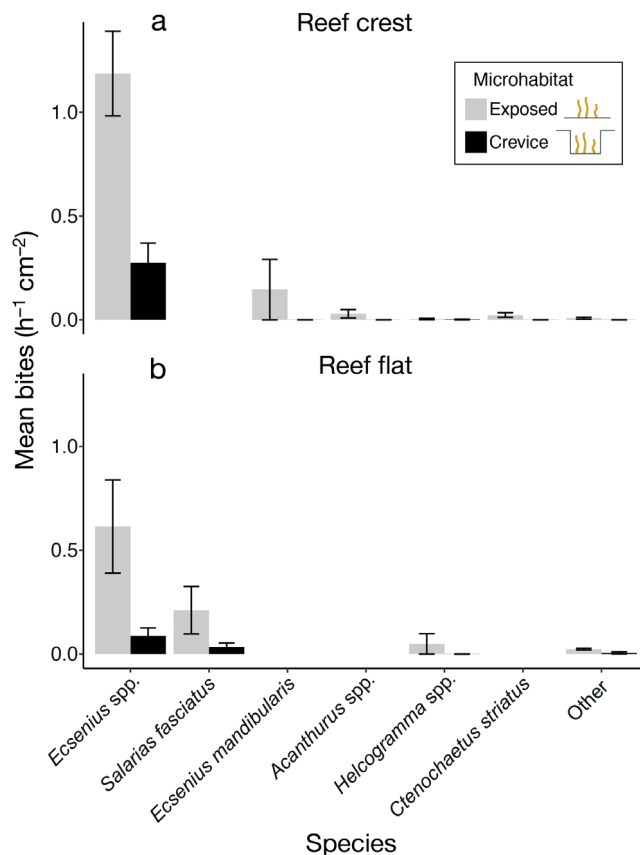 a
Reef crest
Microhabitat
Exposed
Crevice
1.0
0.5
0.0
b
Reef flat
1.0
0.5
0.0
Mean bites (h⁻¹ cm⁻²)
Ecsenius spp.
Salarias fasciatus
Ecsenius mandibularis
Acanthurus spp.
Helcogramma spp.
Ctenochaetus striatus
Other
Species